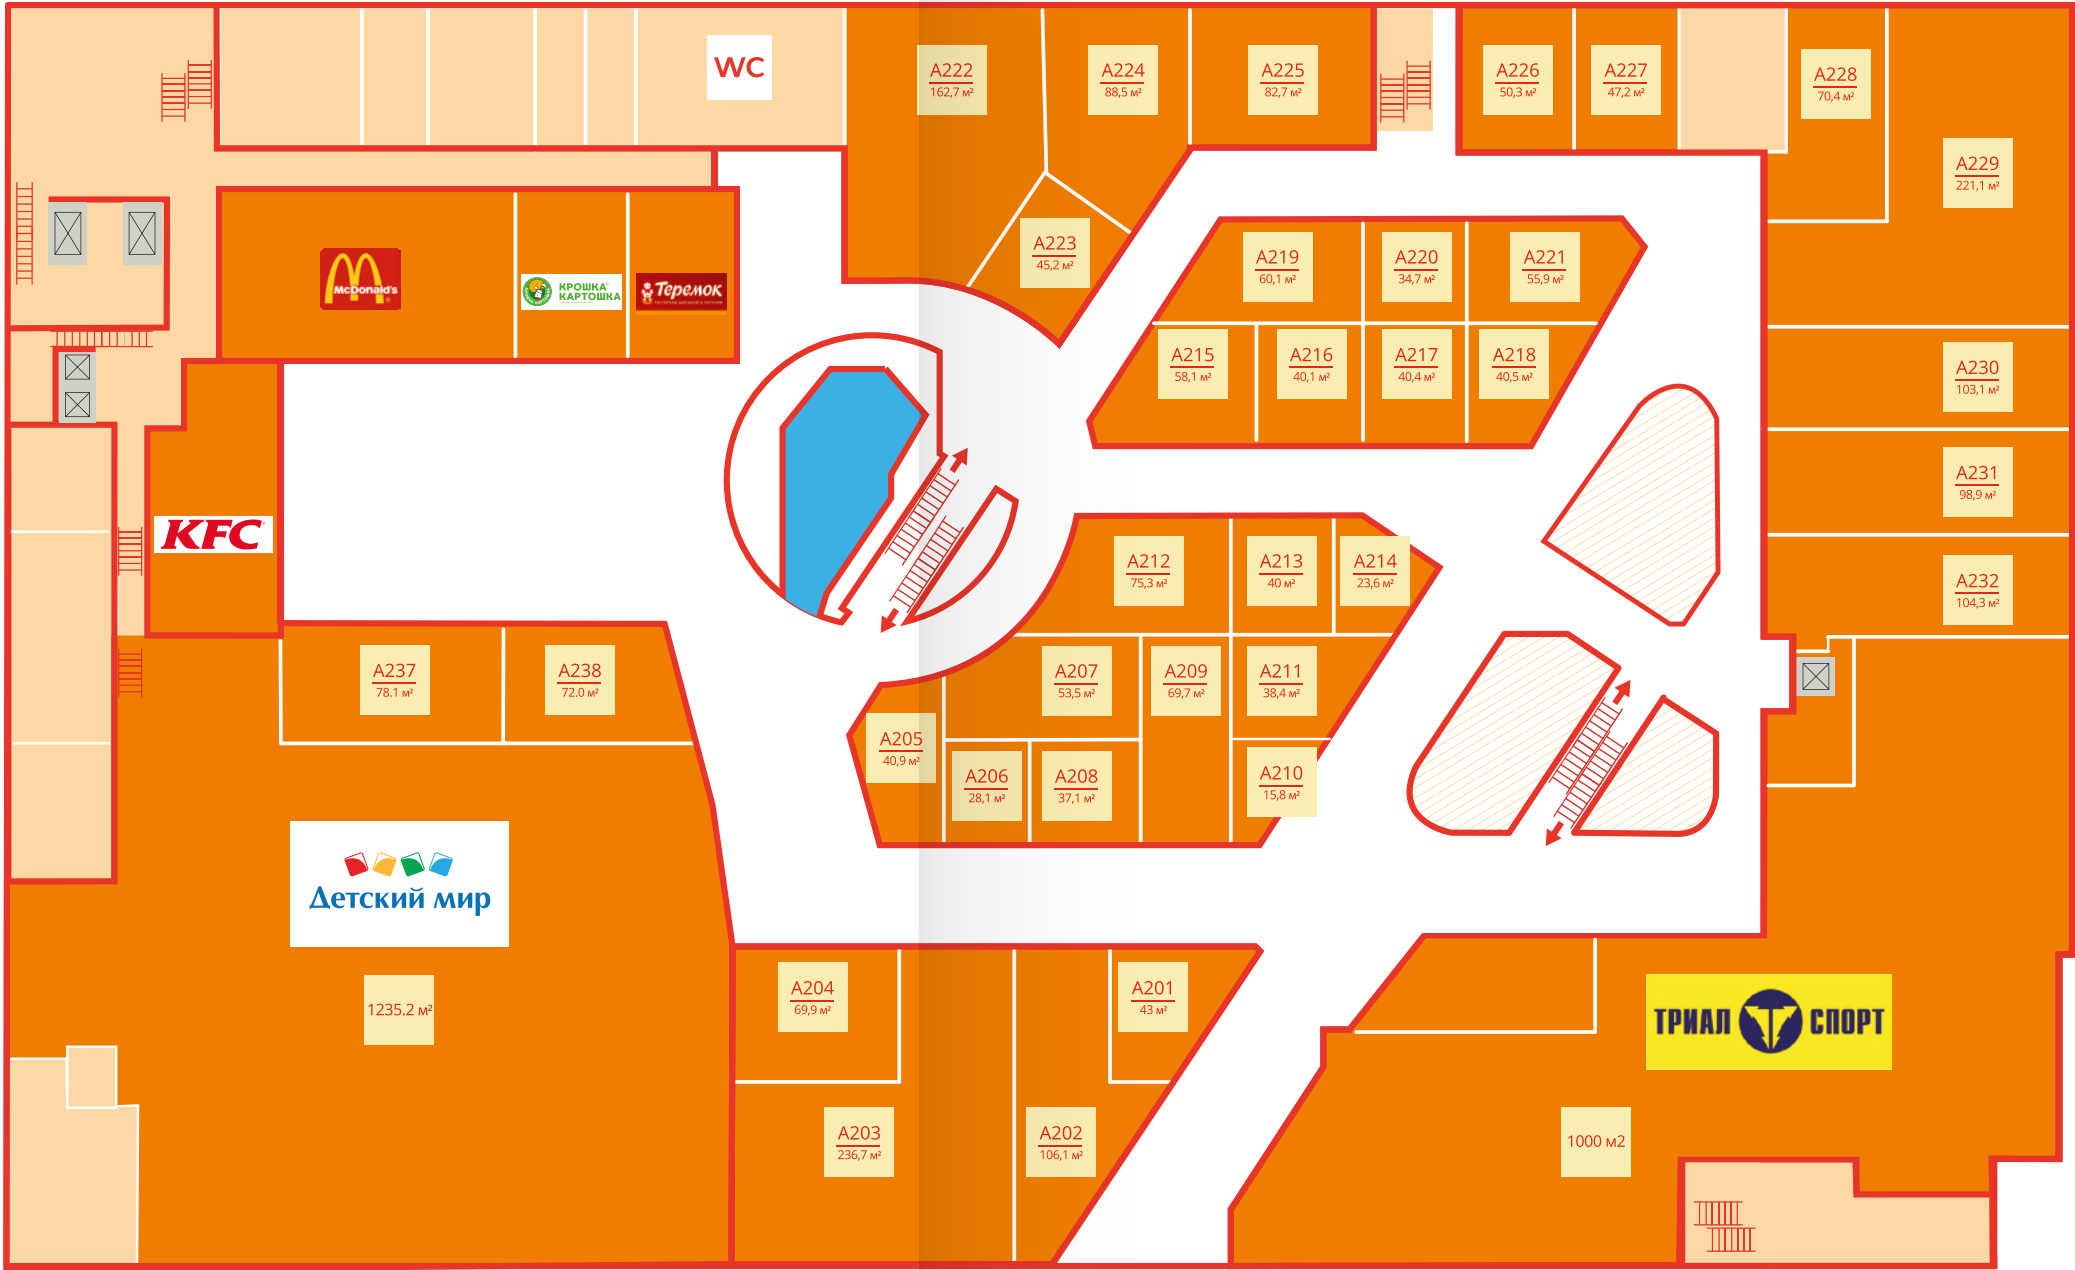 WC
A222
162,7 м²
A224
88,5 м²
A225
82,7 м²
A226
50,3 м²
A227
47,2 м²
A228
70,4 м²
A229
221,1 м²
A223
45,2 м²
A219
60,1 м²
A220
34,7 м²
A221
55,9 м²
McDonald's
КРОШКА
КАРТОШКА
Теремок
A215
58,1 м²
A216
40,1 м²
A217
40,4 м²
A218
40,5 м²
A230
103,1 м²
A231
98,9 м²
KFC
A212
75,3 м²
A213
40 м²
A214
23,6 м²
A232
104,3 м²
A237
78.1 м²
A238
72.0 м²
A207
53,5 м²
A209
69,7 м²
A211
38,4 м²
A205
40,9 м²
A206
28,1 м²
A208
37,1 м²
A210
15,8 м²
Детский мир
1235.2 м²
A204
69,9 м²
A201
43 м²
ТРИАЛ СПОРТ
A203
236,7 м²
A202
106,1 м²
1000 м2